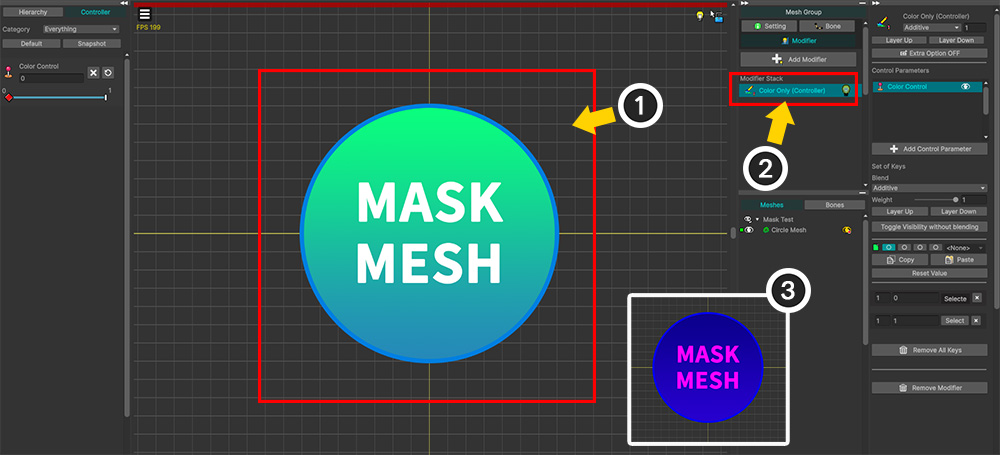 Hierarchy
Controller
Category
Everything
Default
Snapshot
Color Control
0
0
1
FPS 199
MASK
MESH
1
2
3
MASK
MESH
Mesh Group
Setting
Bone
Modifier
Add Modifier
Modifier Stack
Color Only (Controller)
Meshes
Bones
Mask Test
Circle Mesh
Color Only (Controller)
Additive
1
Layer Up
Layer Down
Extra Option OFF
Control Parameters
Color Control
Add Control Parameter
Set of Keys
Blend
Additive
Weight
1
Layer Up
Layer Down
Toggle Visibility without blending
<None>
Copy
Paste
Reset Value
1
0
Selecte
1
1
Select
Remove All Keys
Remove Modifier